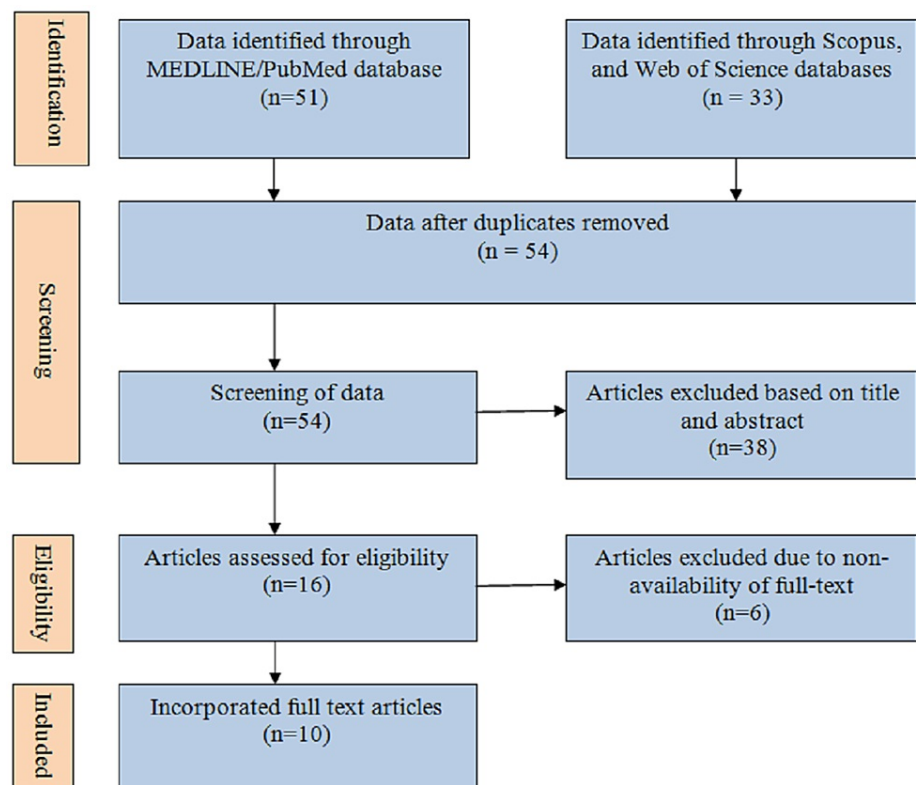 Identification
Data identified through
MEDLINE/PubMed database
(n=51)
Data identified through Scopus,
and Web of Science databases
(n = 33)
Screening
Data after duplicates removed
(n = 54)
Screening of data
(n=54)
Articles excluded based on title
and abstract
(n=38)
Eligibility
Articles assessed for eligibility
(n=16)
Articles excluded due to non-
availability of full-text
(n=6)
Included
Incorporated full text articles
(n=10)